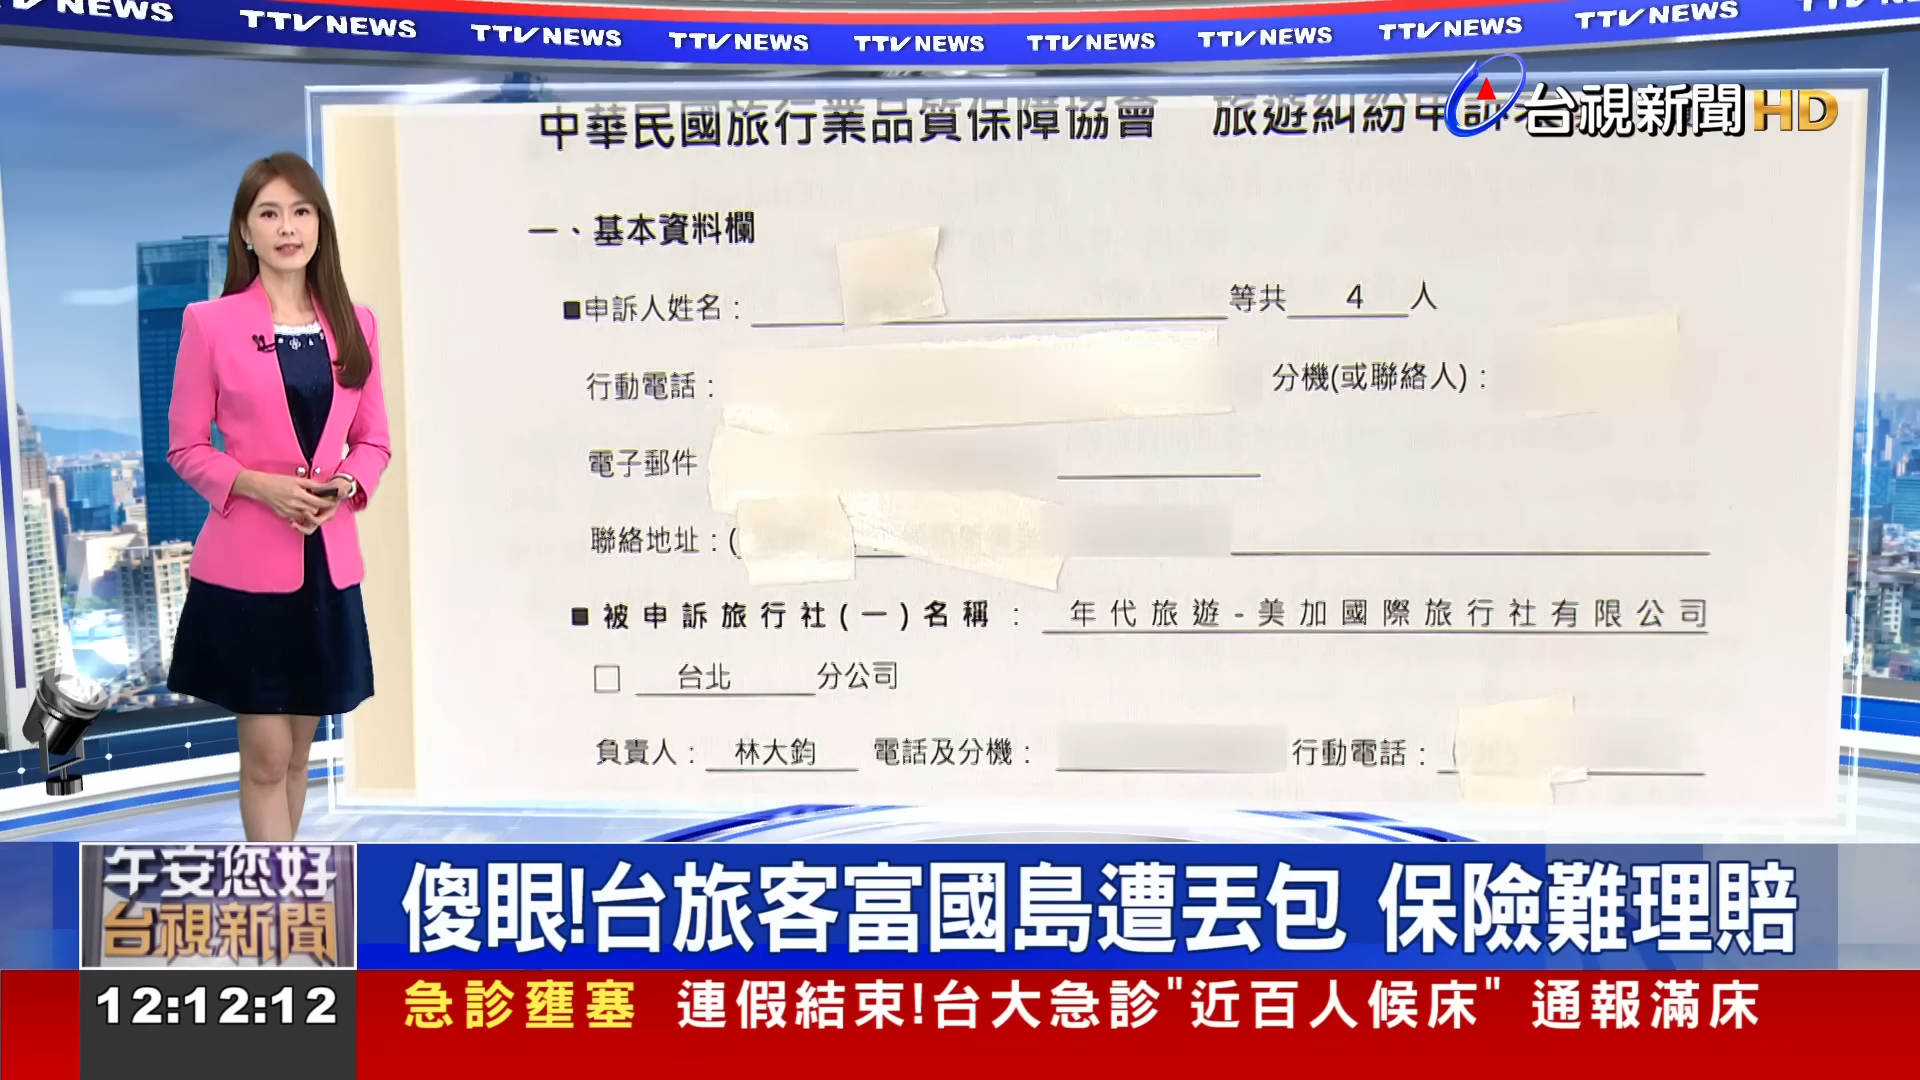 TTV NEWS TTV NEWS TTV NEWS TTV NEWS TTV NEWS TTV NEWS TTV NEWS TTV NEWS
台視新聞 HD
中華民國旅行業品質保障協會 旅遊糾紛申訴
一、基本資料欄
■申訴人姓名： 等共 4 人
行動電話： 分機(或聯絡人)：
電子郵件
聯絡地址：(
■被申訴旅行社(一)名稱： 年代旅遊-美加國際旅行社有限公司
□ 台北 分公司
負責人： 林大鈞 電話及分機： 行動電話：
午安您好
台視新聞
傻眼!台旅客富國島遭丟包 保險難理賠
12:12:12
急診壅塞 連假結束!台大急診"近百人候床" 通報滿床